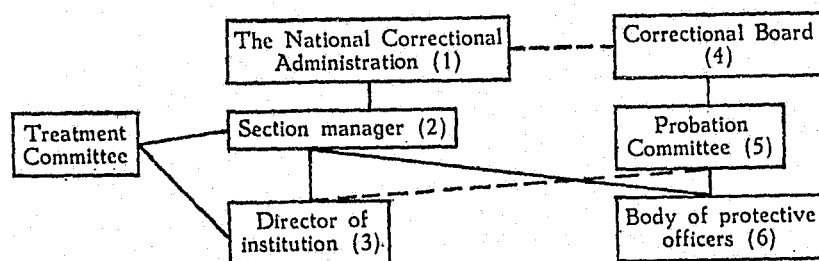 The National Correctional
Administration (1)
Correctional Board
(4)
Treatment
Committee
Section manager (2)
Probation
Committee (5)
Director of
institution (3)
Body of protective
officers (6)